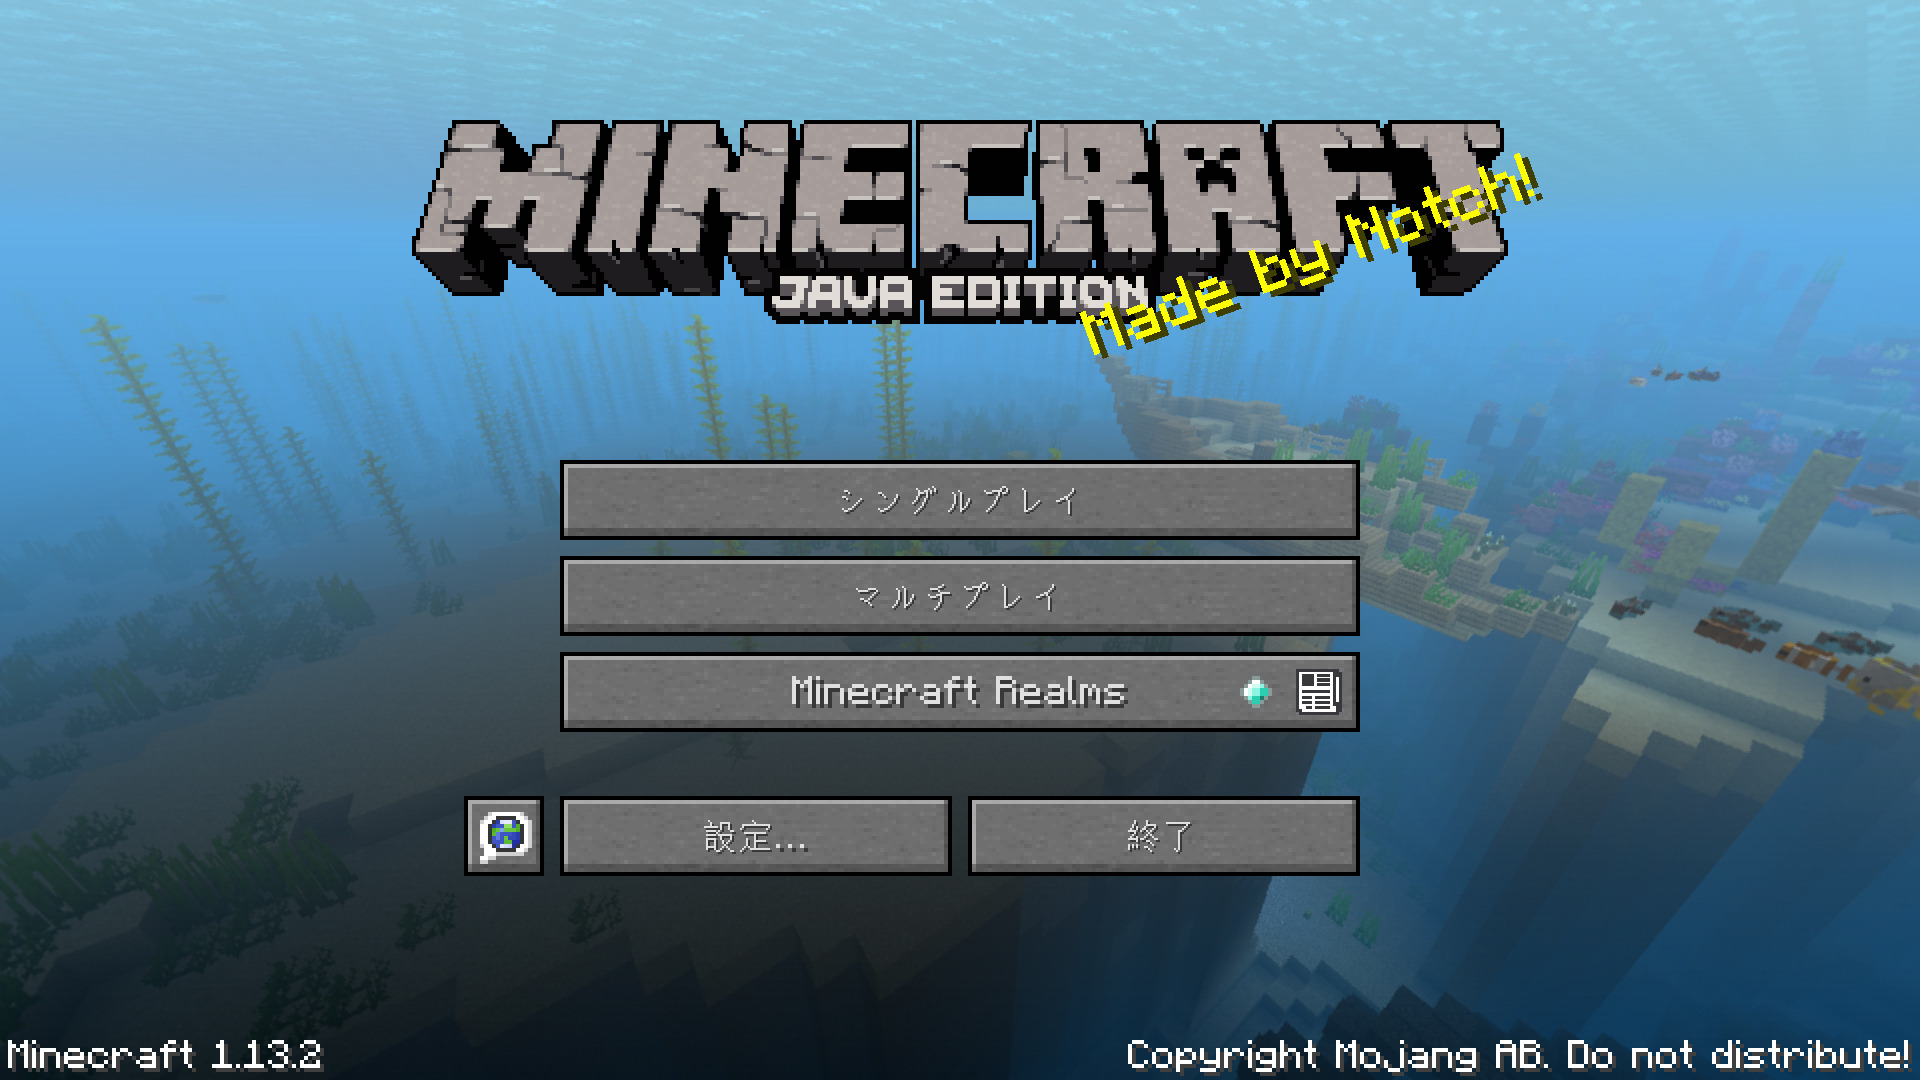 MINECRAFT
JAVA EDITION
Made by Notch!
シングルプレイ
マルチプレイ
Minecraft Realms
設定...
終了
Minecraft 1.13.2
Copyright Mojang AB. Do not distribute!